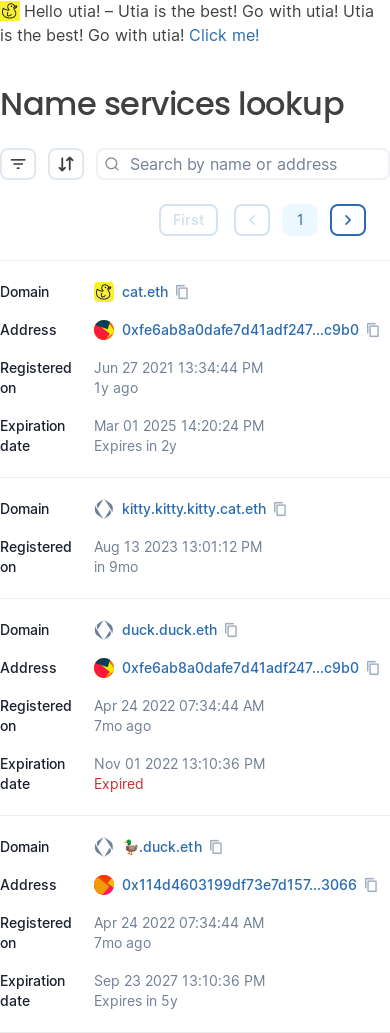 Hello utia! – Utia is the best! Go with utia! Utia
is the best! Go with utia! Click me!
Name services lookup
Search by name or address
First
1
Domain
cat.eth
Address
0xfe6ab8a0dafe7d41adf247...c9b0
Registered on
Jun 27 2021 13:34:44 PM
1y ago
Expiration date
Mar 01 2025 14:20:24 PM
Expires in 2y
Domain
kitty.kitty.kitty.cat.eth
Registered on
Aug 13 2023 13:01:12 PM
in 9mo
Domain
duck.duck.eth
Address
0xfe6ab8a0dafe7d41adf247...c9b0
Registered on
Apr 24 2022 07:34:44 AM
7mo ago
Expiration date
Nov 01 2022 13:10:36 PM
Expired
Domain
🦆.duck.eth
Address
0x114d4603199df73e7d157...3066
Registered on
Apr 24 2022 07:34:44 AM
7mo ago
Expiration date
Sep 23 2027 13:10:36 PM
Expires in 5y